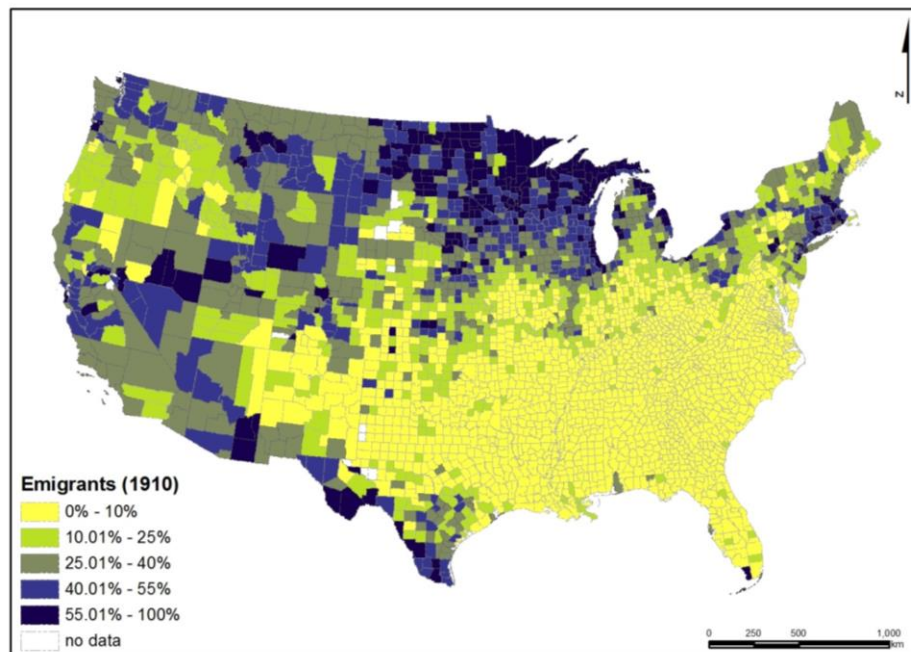 N
Emigrants (1910)
0% - 10%
10.01% - 25%
25.01% - 40%
40.01% - 55%
55.01% - 100%
no data
0 250 500 1,000
km